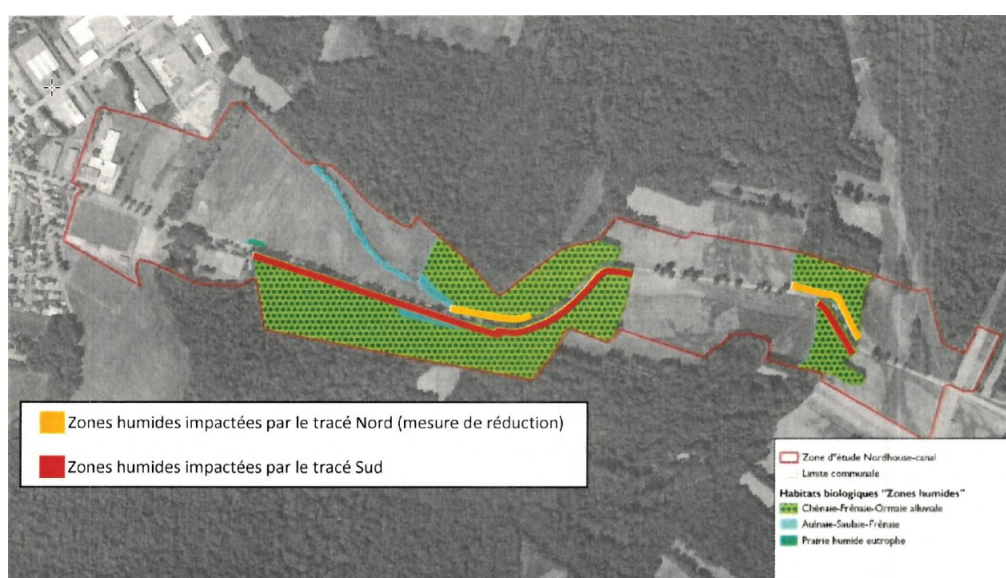 Zones humides impactées par le tracé Nord (mesure de réduction)
Zones humides impactées par le tracé Sud
Zone d'étude Nordhouse-canal
Limite communale
Habitats biologiques "Zones humides"
Chênaie-Frênaie-Ormaie alluviale
Aulnaie-Saulaie-Frênaie
Prairie humide eutrophe